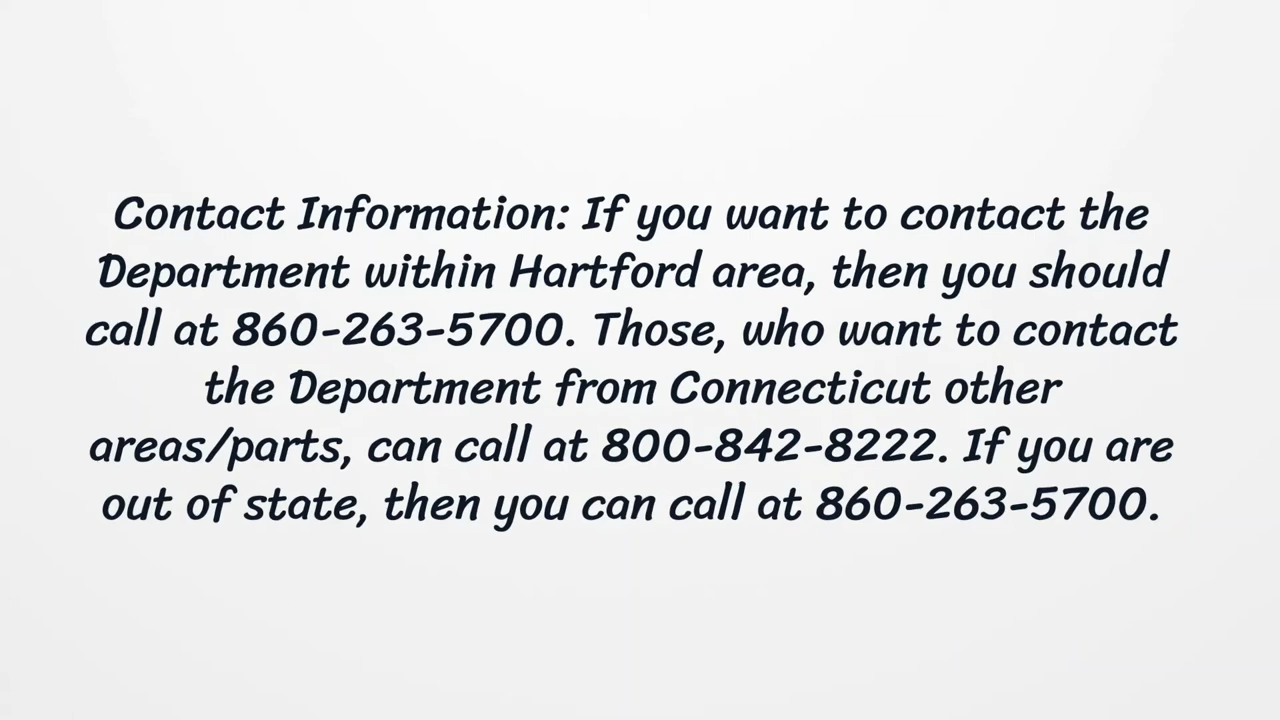 Contact Information: If you want to contact the
Department within Hartford area, then you should
call at 860-263-5700. Those, who want to contact
the Department from Connecticut other
areas/parts, can call at 800-842-8222. If you are
out of state, then you can call at 860-263-5700.